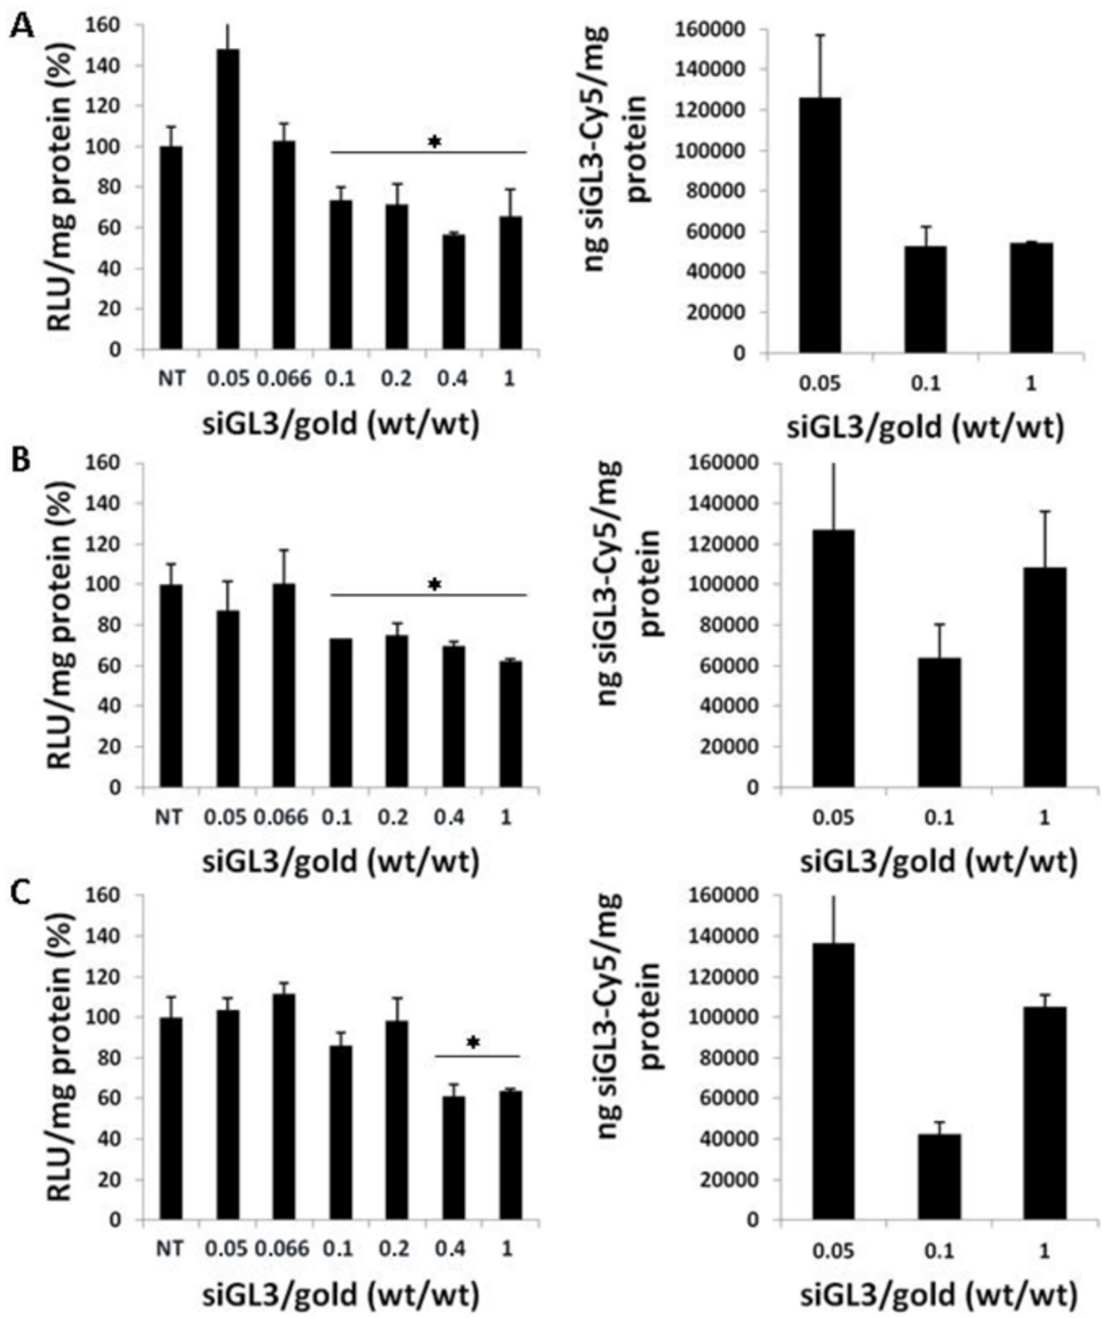 A
RLU/mg protein (%)
160
140
120
100
80
60
40
20
0
*
NT 0.05 0.066 0.1 0.2 0.4 1
siGL3/gold (wt/wt)
ng siGL3-Cy5/mg
protein
160000
140000
120000
100000
80000
60000
40000
20000
0
0.05 0.1 1
siGL3/gold (wt/wt)
B
RLU/mg protein (%)
160
140
120
100
80
60
40
20
0
*
NT 0.05 0.066 0.1 0.2 0.4 1
siGL3/gold (wt/wt)
ng siGL3-Cy5/mg
protein
160000
140000
120000
100000
80000
60000
40000
20000
0
0.05 0.1 1
siGL3/gold (wt/wt)
C
RLU/mg protein (%)
160
140
120
100
80
60
40
20
0
*
NT 0.05 0.066 0.1 0.2 0.4 1
siGL3/gold (wt/wt)
ng siGL3-Cy5/mg
protein
160000
140000
120000
100000
80000
60000
40000
20000
0
0.05 0.1 1
siGL3/gold (wt/wt)